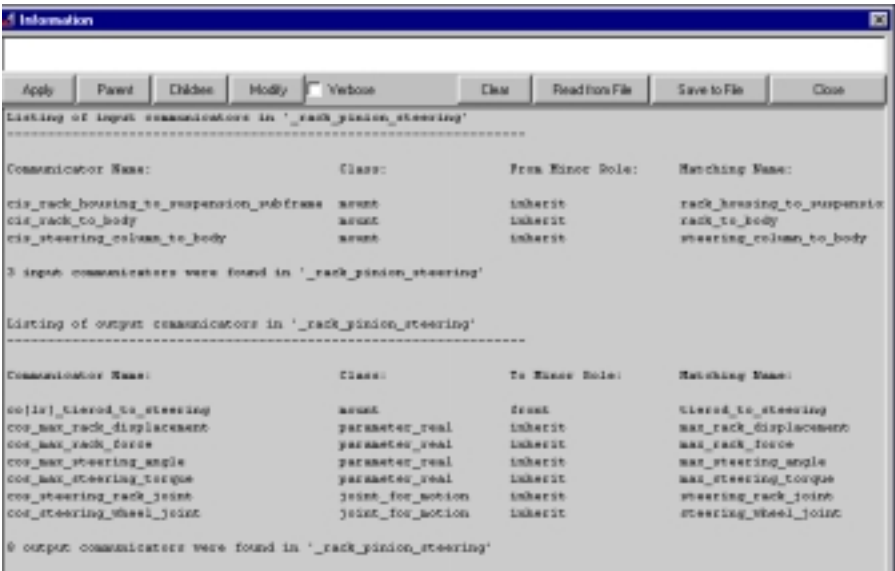 Information
Apply Parent Children Modify Verbose Clear Read from File Save to File Close
Listing of input communicators in '_rack_pinion_steering'
----------------------------------------------------------------------
Communicator Name: Class: From Minor Role: Matching Name:
cis_rack_housing_to_suspension_subframe mount inherit rack_housing_to_suspensio
cis_rack_to_body mount inherit rack_to_body
cis_steering_column_to_body mount inherit steering_column_to_body
3 input communicators were found in '_rack_pinion_steering'
Listing of output communicators in '_rack_pinion_steering'
----------------------------------------------------------------------
Communicator Name: Class: To Minor Role: Matching Name:
co[lr]_tierod_to_steering mount front tierod_to_steering
cos_max_rack_displacement parameter_real inherit max_rack_displacement
cos_max_rack_force parameter_real inherit max_rack_force
cos_max_steering_angle parameter_real inherit max_steering_angle
cos_max_steering_torque parameter_real inherit max_steering_torque
cos_steering_rack_joint joint_for_motion inherit steering_rack_joint
cos_steering_wheel_joint joint_for_motion inherit steering_wheel_joint
output communicators were found in '_rack_pinion_steering'